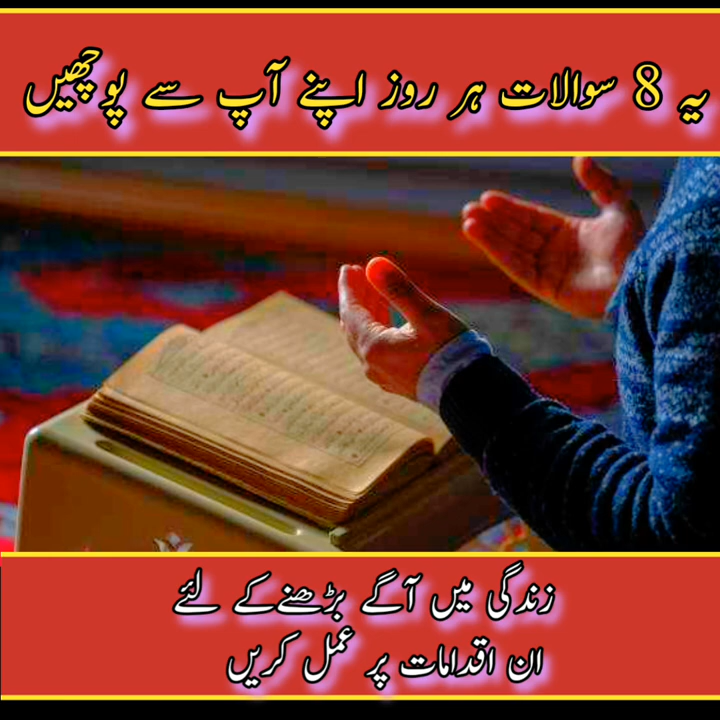 یہ 8 سوالات ہر روز اپنے آپ سے پوچھیں
زندگی میں آگے بڑھنے کے لئے
ان اقدامات پر عمل کریں